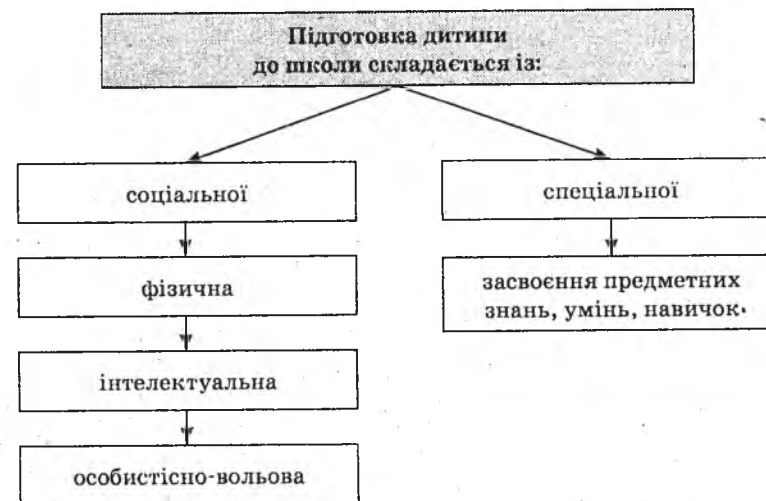 Підготовка дитини
до школи складається із:
соціальної
спеціальної
фізична
засвоєння предметних
знань, умінь, навичок
інтелектуальна
особистісно-вольова